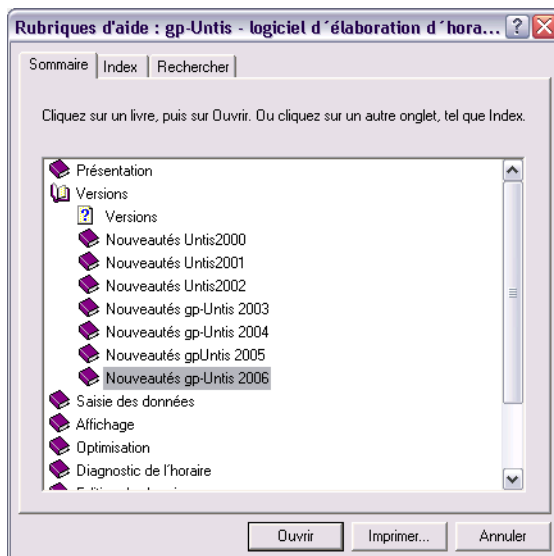 Rubriques d'aide : gp-Untis - logiciel d´élaboration d´hora...
Sommaire Index Rechercher
Cliquez sur un livre, puis sur Ouvrir. Ou cliquez sur un autre onglet, tel que Index.
Présentation
Versions
Versions
Nouveautés Untis2000
Nouveautés Untis2001
Nouveautés Untis2002
Nouveautés gp-Untis 2003
Nouveautés gp-Untis 2004
Nouveautés gpUntis 2005
Nouveautés gp-Untis 2006
Saisie des données
Affichage
Optimisation
Diagnostic de l'horaire
Ouvrir Imprimer... Annuler